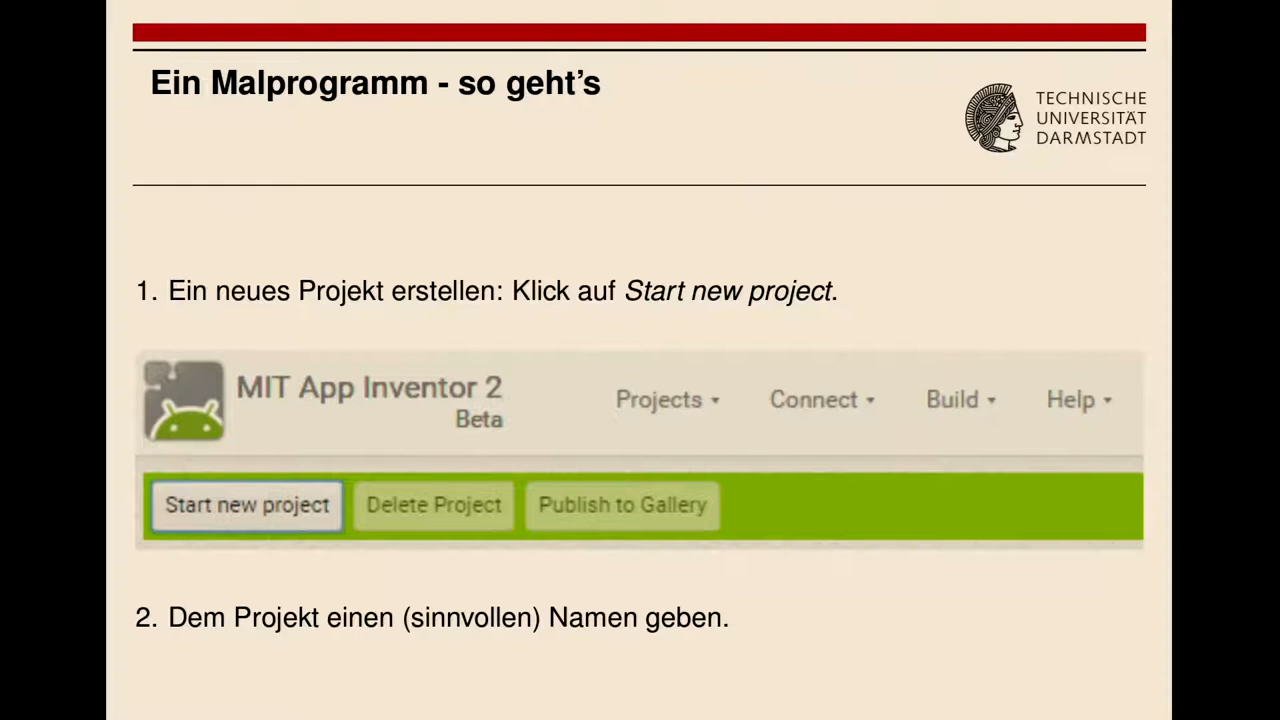 Ein Malprogramm - so geht's
TECHNISCHE
UNIVERSITÄT
DARMSTADT
1. Ein neues Projekt erstellen: Klick auf Start new project.
MIT App Inventor 2
Beta
Projects
Connect
Build
Help
Start new project
Delete Project
Publish to Gallery
2. Dem Projekt einen (sinnvollen) Namen geben.